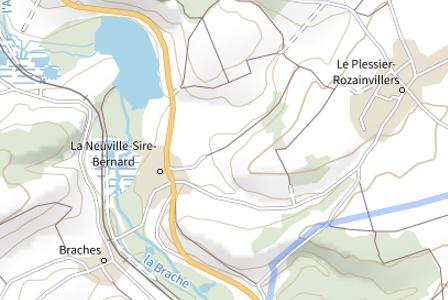 l'A
Le Plessier-
Rozainvillers
La Neuville-Sire-
Bernard
Braches
la Brache